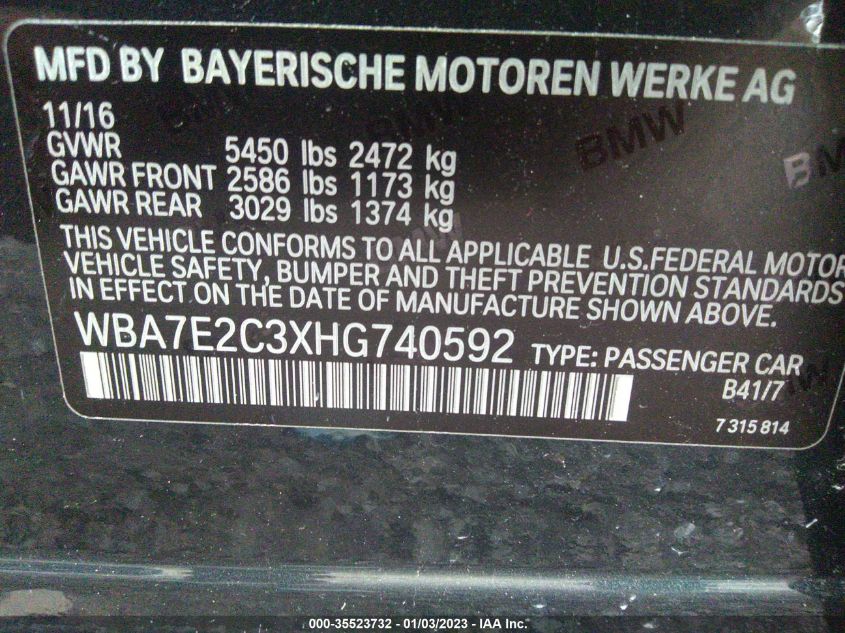 MFD BY BAYERISCHE MOTOREN WERKE AG
11/16
GVWR 5450 lbs 2472 kg
GAWR FRONT 2586 lbs 1173 kg
GAWR REAR 3029 lbs 1374 kg
THIS VEHICLE CONFORMS TO ALL APPLICABLE U.S.FEDERAL MOTOR
VEHICLE SAFETY, BUMPER AND THEFT PREVENTION STANDARDS
IN EFFECT ON THE DATE OF MANUFACTURE SHOWN ABOVE.
WBA7E2C3XHG740592 TYPE: PASSENGER CAR
B41/7
7 315 814
BMW
000-35523732 - 01/03/2023 - IAA Inc.